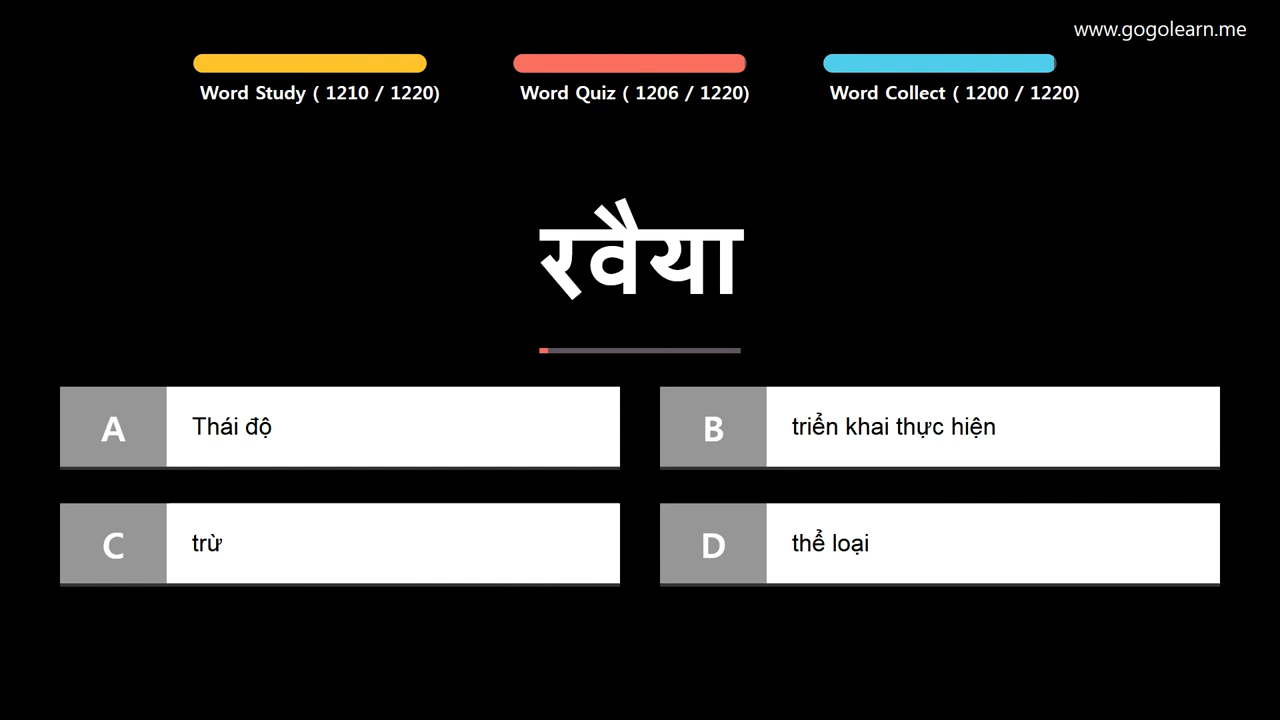 www.gogolearn.me
Word Study ( 1210 / 1220)
Word Quiz ( 1206 / 1220)
Word Collect ( 1200 / 1220)
रवैया
A Thái độ
B triển khai thực hiện
C trừ
D thể loại